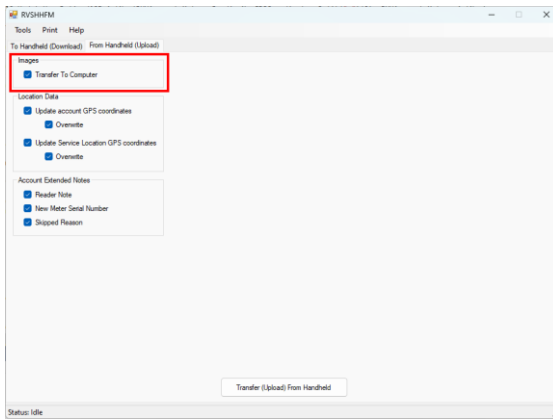 RVSHHFM
Tools Print Help
To Handheld (Download) From Handheld (Upload)
Images
Transfer To Computer
Location Data
Update account GPS coordinates
Overwrite
Update Service Location GPS coordinates
Overwrite
Account Extended Notes
Reader Note
New Meter Serial Number
Skipped Reason
Transfer (Upload) From Handheld
Status: Idle